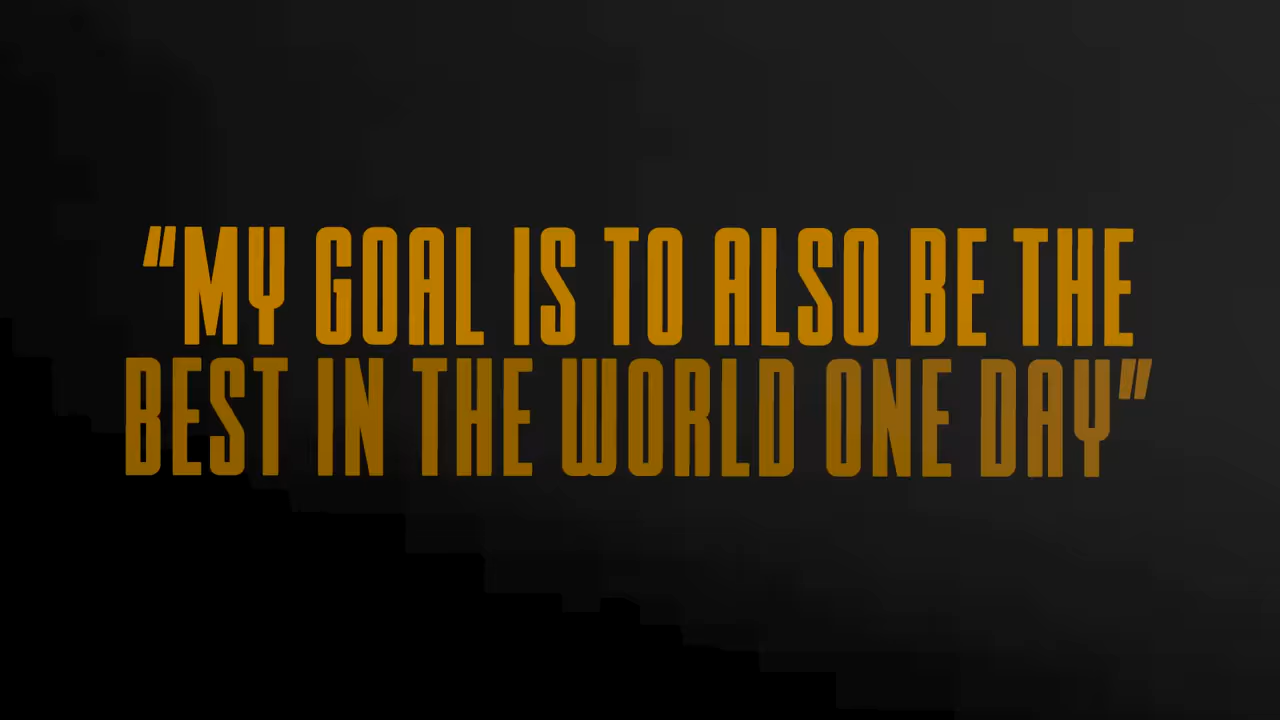 “MY GOAL IS TO ALSO BE THE
BEST IN THE WORLD ONE DAY”